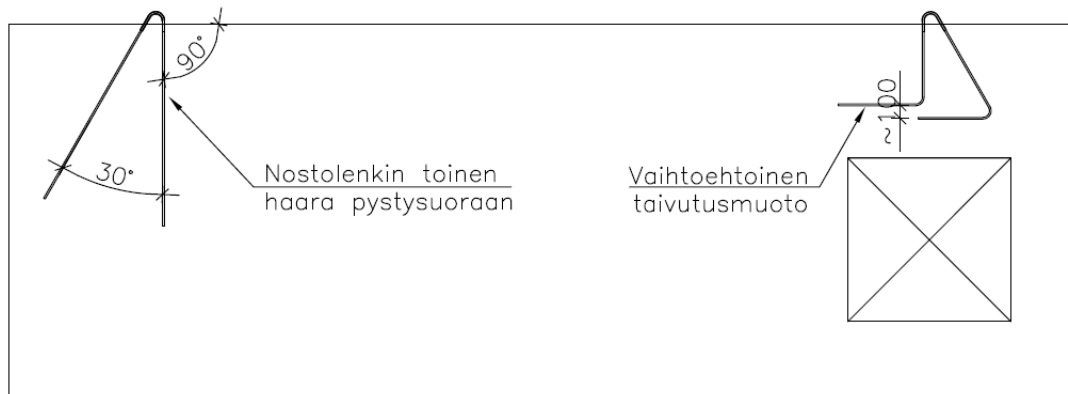 90°
30°
Nostolenkin toinen
haara pystysuoraan
~100
Vaihtoehtoinen
taivutusmuoto